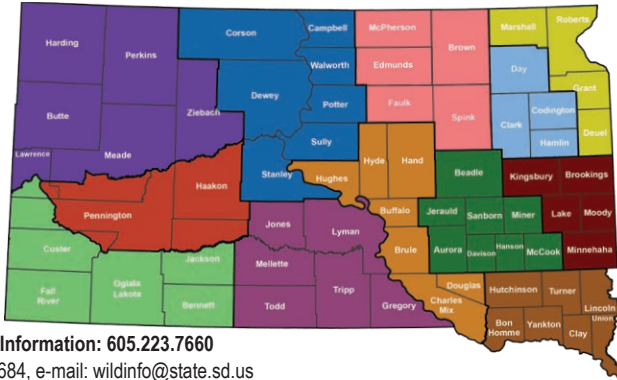 Harding
Perkins
Corson
Campbell
McPherson
Brown
Marshall
Roberts
Walworth
Edmunds
Day
Butte
Ziebach
Dewey
Potter
Faulk
Spink
Grant
Codington
Clark
Deuel
Hamlin
Lawrence
Meade
Sully
Hyde
Hand
Stanley
Hughes
Beadle
Kingsbury
Brookings
Haakon
Pennington
Buffalo
Jerauld
Sanborn
Miner
Lake
Moody
Jones
Lyman
Custer
Jackson
Brule
Aurora
Davison
Hanson
McCook
Minnehaha
Mellette
Fall
River
Oglala
Lakota
Bennett
Todd
Tripp
Gregory
Douglas
Charles
Mix
Hutchinson
Turner
Lincoln
Union
Bon
Homme
Yankton
Clay
Information: 605.223.7660
684, e-mail: wildinfo@state.sd.us